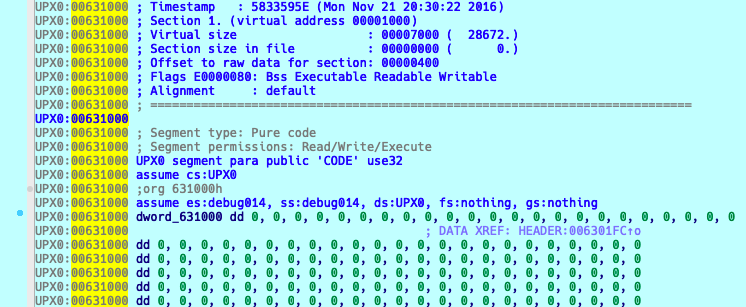 UPX0:00631000 ; Timestamp   : 5833595E (Mon Nov 21 20:30:22 2016)
UPX0:00631000 ; Section 1. (virtual address 00001000)
UPX0:00631000 ; Virtual size                  : 00007000 (  28672.)
UPX0:00631000 ; Section size in file          : 00000000 (      0.)
UPX0:00631000 ; Offset to raw data for section: 00000400
UPX0:00631000 ; Flags E0000080: Bss Executable Readable Writable
UPX0:00631000 ; Alignment     : default
UPX0:00631000 ; ===========================================================================
UPX0:00631000
UPX0:00631000 ; Segment type: Pure code
UPX0:00631000 ; Segment permissions: Read/Write/Execute
UPX0:00631000 UPX0 segment para public 'CODE' use32
UPX0:00631000 assume cs:UPX0
UPX0:00631000 ;org 631000h
UPX0:00631000 assume es:debug014, ss:debug014, ds:UPX0, fs:nothing, gs:nothing
UPX0:00631000 dword_631000 dd 0, 0, 0, 0, 0, 0, 0, 0, 0, 0, 0, 0, 0, 0, 0, 0, 0, 0, 0, 0, 0, 0, 0
UPX0:00631000                                         ; DATA XREF: HEADER:006301FC↑o
UPX0:00631000 dd 0, 0, 0, 0, 0, 0, 0, 0, 0, 0, 0, 0, 0, 0, 0, 0, 0, 0, 0, 0, 0, 0, 0
UPX0:00631000 dd 0, 0, 0, 0, 0, 0, 0, 0, 0, 0, 0, 0, 0, 0, 0, 0, 0, 0, 0, 0, 0, 0, 0
UPX0:00631000 dd 0, 0, 0, 0, 0, 0, 0, 0, 0, 0, 0, 0, 0, 0, 0, 0, 0, 0, 0, 0, 0, 0, 0
UPX0:00631000 dd 0, 0, 0, 0, 0, 0, 0, 0, 0, 0, 0, 0, 0, 0, 0, 0, 0, 0, 0, 0, 0, 0, 0
UPX0:00631000 dd 0, 0, 0, 0, 0, 0, 0, 0, 0, 0, 0, 0, 0, 0, 0, 0, 0, 0, 0, 0, 0, 0, 0